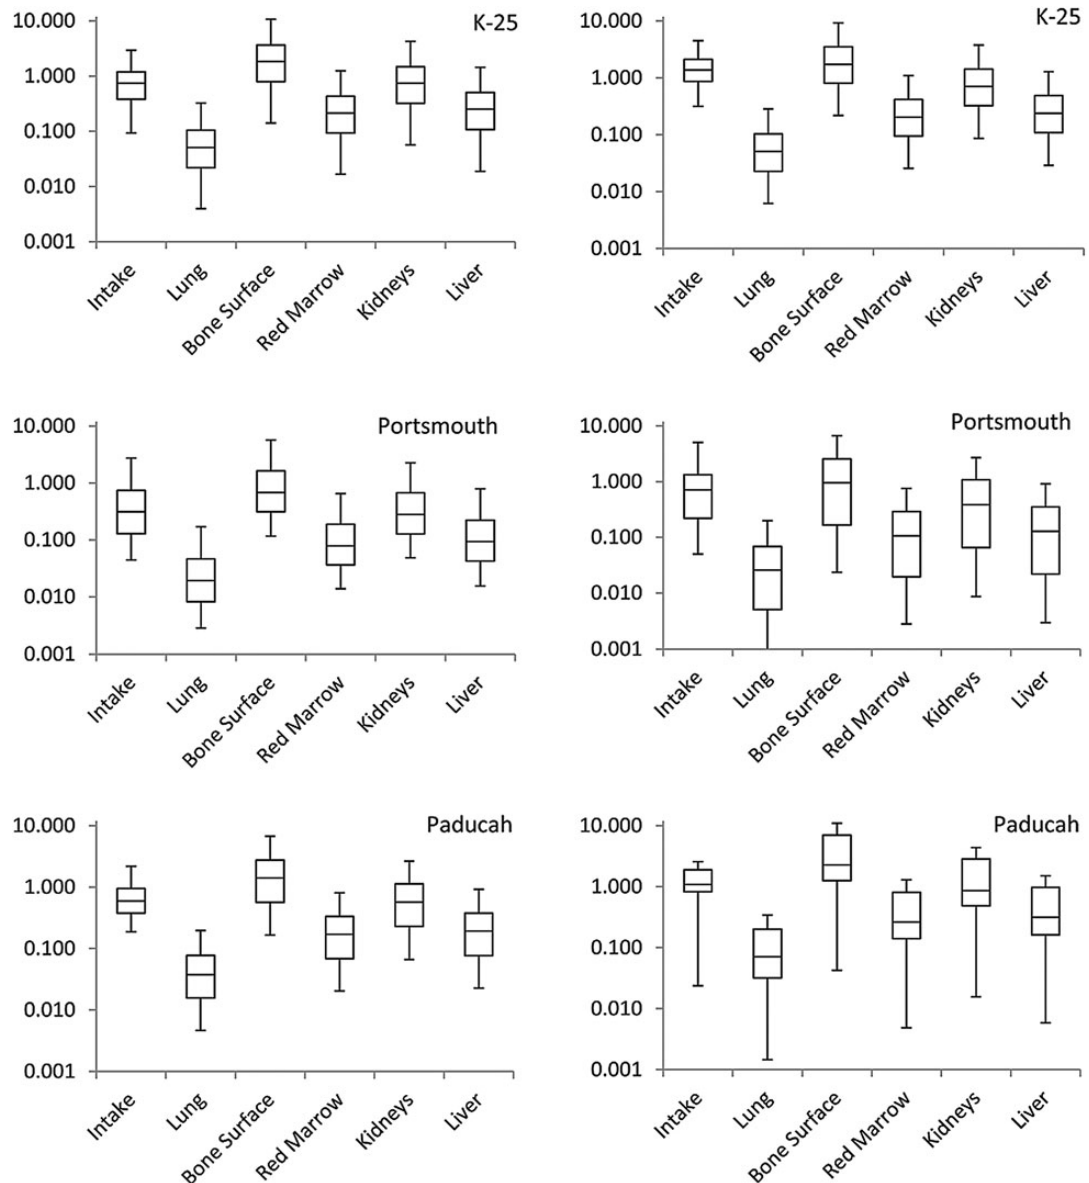 K-25
10.000
1.000
0.100
0.010
0.001
Intake
Lung
Bone Surface
Red Marrow
Kidneys
Liver
K-25
10.000
1.000
0.100
0.010
0.001
Intake
Lung
Bone Surface
Red Marrow
Kidneys
Liver
Portsmouth
10.000
1.000
0.100
0.010
0.001
Intake
Lung
Bone Surface
Red Marrow
Kidneys
Liver
Portsmouth
10.000
1.000
0.100
0.010
0.001
Intake
Lung
Bone Surface
Red Marrow
Kidneys
Liver
Paducah
10.000
1.000
0.100
0.010
0.001
Intake
Lung
Bone Surface
Red Marrow
Kidneys
Liver
Paducah
10.000
1.000
0.100
0.010
0.001
Intake
Lung
Bone Surface
Red Marrow
Kidneys
Liver